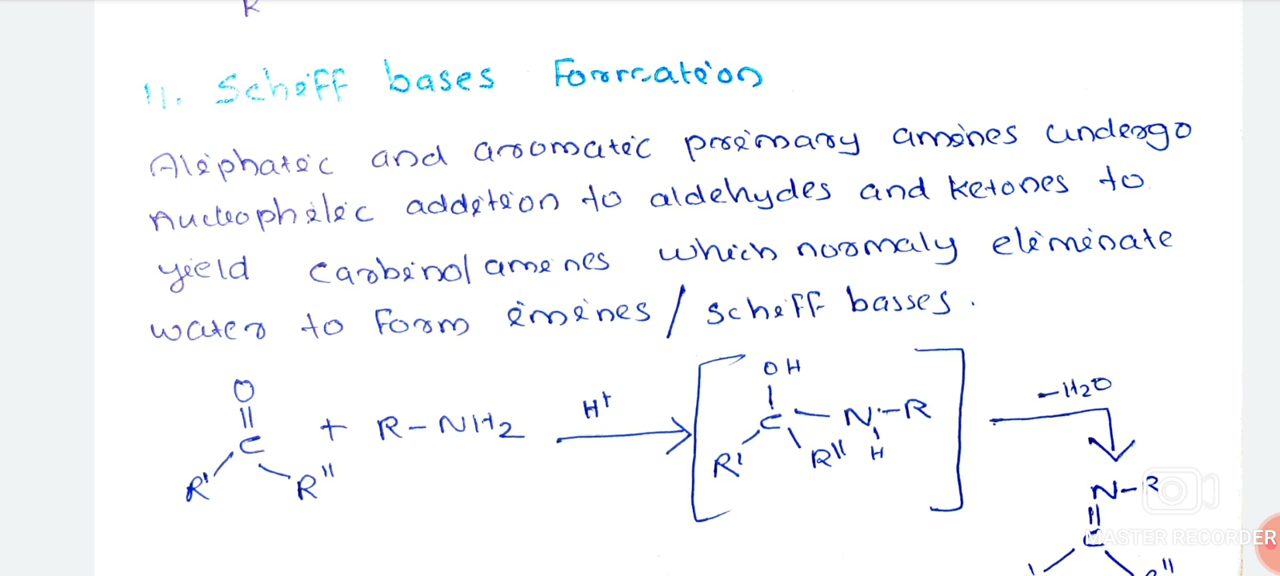 R
11. Schiff bases Formation
Aliphatic and aromatic primary amines undergo
nucleophilic addition to aldehydes and ketones to
yield carbinolamines which normaly eliminate
water to form imines / schiff basses.
O
||
C
R' R"
+ R-NH2
H+
OH
C - N-R
R' R" H
-H2O
N-R
||
C
MASTER RECORDER
' R"